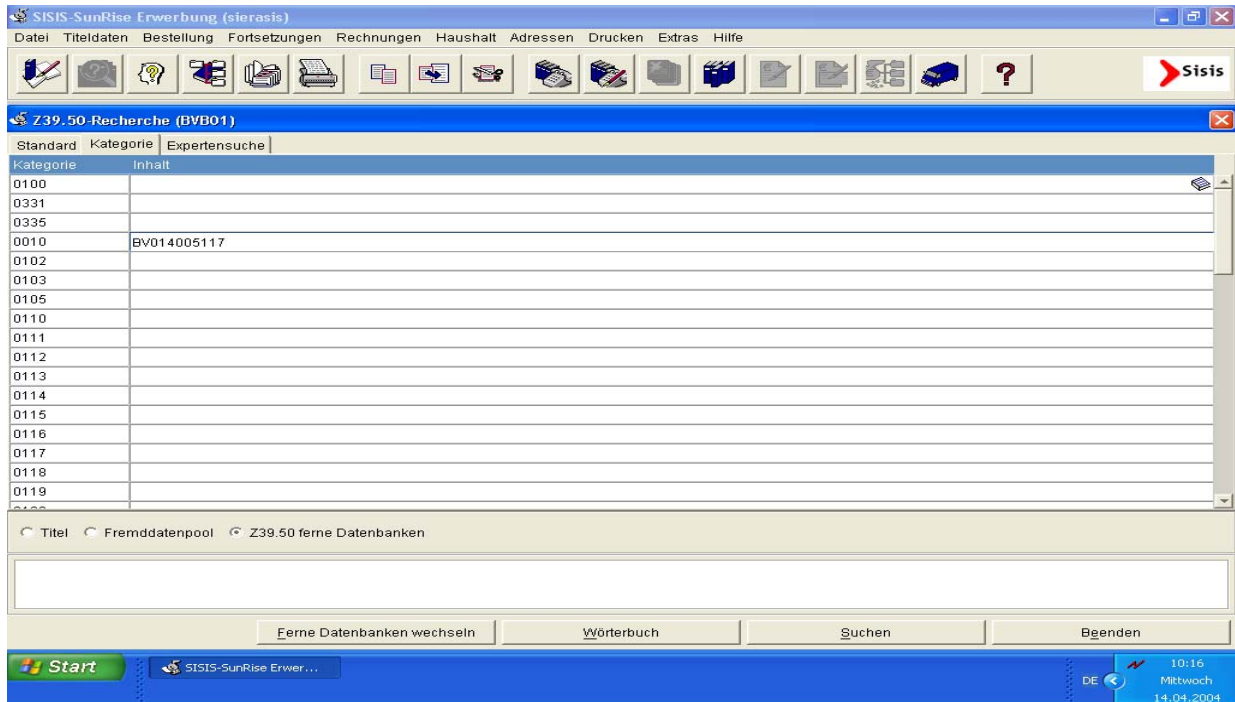 SISIS-SunRise Erwerbung (sierasis)
Datei Titeldaten Bestellung Fortsetzungen Rechnungen Haushalt Adressen Drucken Extras Hilfe
Sisis
Z39.50-Recherche (BVB01)
Standard Kategorie Expertensuche
Kategorie Inhalt
0100
0331
0335
0010 BV014005117
0102
0103
0105
0110
0111
0112
0113
0114
0115
0116
0117
0118
0119
Titel Fremddatenpool Z39.50 ferne Datenbanken
Ferne Datenbanken wechseln Wörterbuch Suchen Beenden
Start SISIS-SunRise Erwer... DE 10:16
Mittwoch
14.04.2004